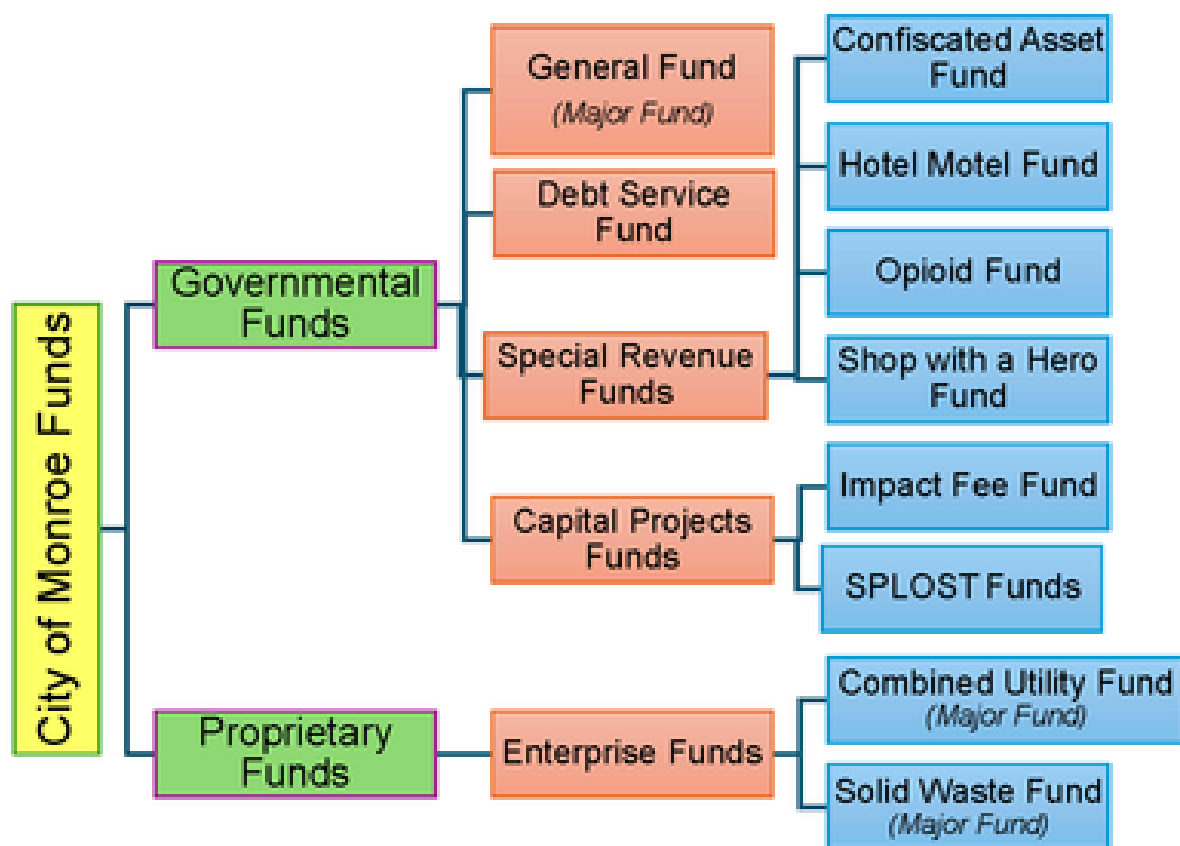 City of Monroe Funds
Governmental
Funds
Proprietary
Funds
General Fund
(Major Fund)
Debt Service
Fund
Special Revenue
Funds
Capital Projects
Funds
Enterprise Funds
Confiscated Asset
Fund
Hotel Motel Fund
Opioid Fund
Shop with a Hero
Fund
Impact Fee Fund
SPLOST Funds
Combined Utility Fund
(Major Fund)
Solid Waste Fund
(Major Fund)